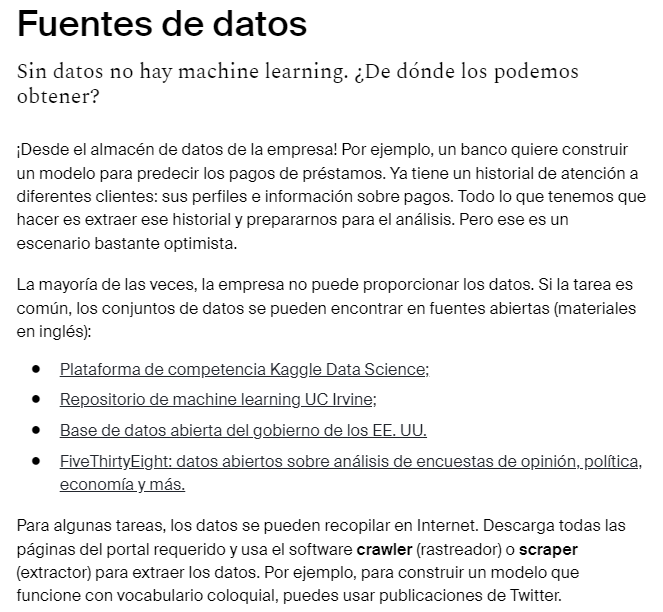 Fuentes de datos
Sin datos no hay machine learning. ¿De dónde los podemos
obtener?
¡Desde el almacén de datos de la empresa! Por ejemplo, un banco quiere construir
un modelo para predecir los pagos de préstamos. Ya tiene un historial de atención a
diferentes clientes: sus perfiles e información sobre pagos. Todo lo que tenemos que
hacer es extraer ese historial y prepararnos para el análisis. Pero ese es un
escenario bastante optimista.
La mayoría de las veces, la empresa no puede proporcionar los datos. Si la tarea es
común, los conjuntos de datos se pueden encontrar en fuentes abiertas (materiales
en inglés):
● Plataforma de competencia Kaggle Data Science;
● Repositorio de machine learning UC Irvine;
● Base de datos abierta del gobierno de los EE. UU.
● FiveThirtyEight: datos abiertos sobre análisis de encuestas de opinión, política,
economía y más.
Para algunas tareas, los datos se pueden recopilar en Internet. Descarga todas las
páginas del portal requerido y usa el software crawler (rastreador) o scraper
(extractor) para extraer los datos. Por ejemplo, para construir un modelo que
funcione con vocabulario coloquial, puedes usar publicaciones de Twitter.